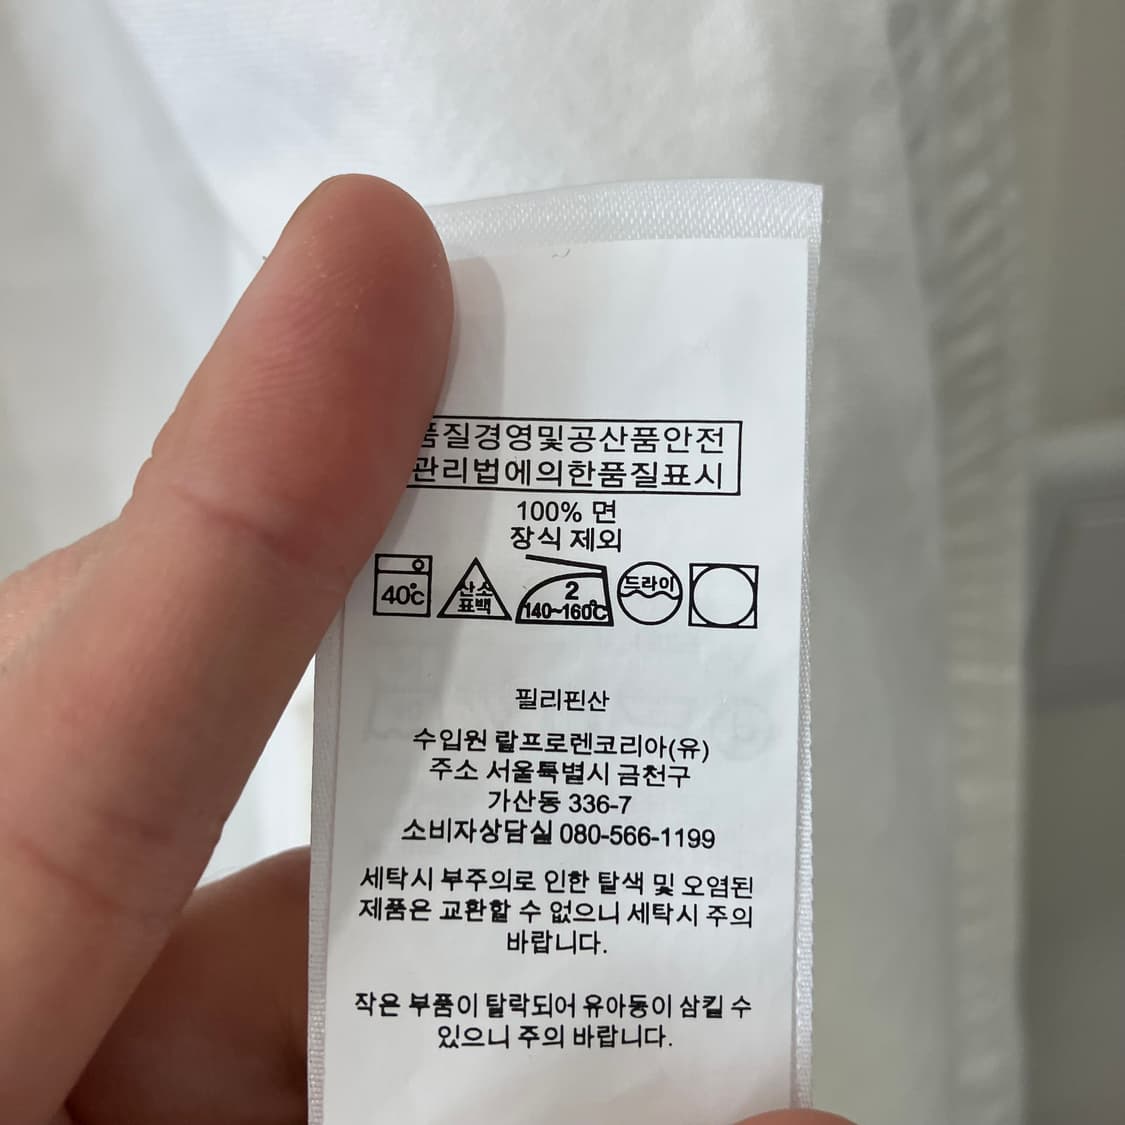 품질경영및공산품안전
관리법에의한품질표시
100% 면
장식 제외
40℃
산소
표백
2
140~160℃
드라이
필리핀산
수입원 랄프로렌코리아(유)
주소 서울특별시 금천구
가산동 336-7
소비자상담실 080-566-1199
세탁시 부주의로 인한 탈색 및 오염된
제품은 교환할 수 없으니 세탁시 주의
바랍니다.
작은 부품이 탈락되어 유아동이 삼킬 수
있으니 주의 바랍니다.